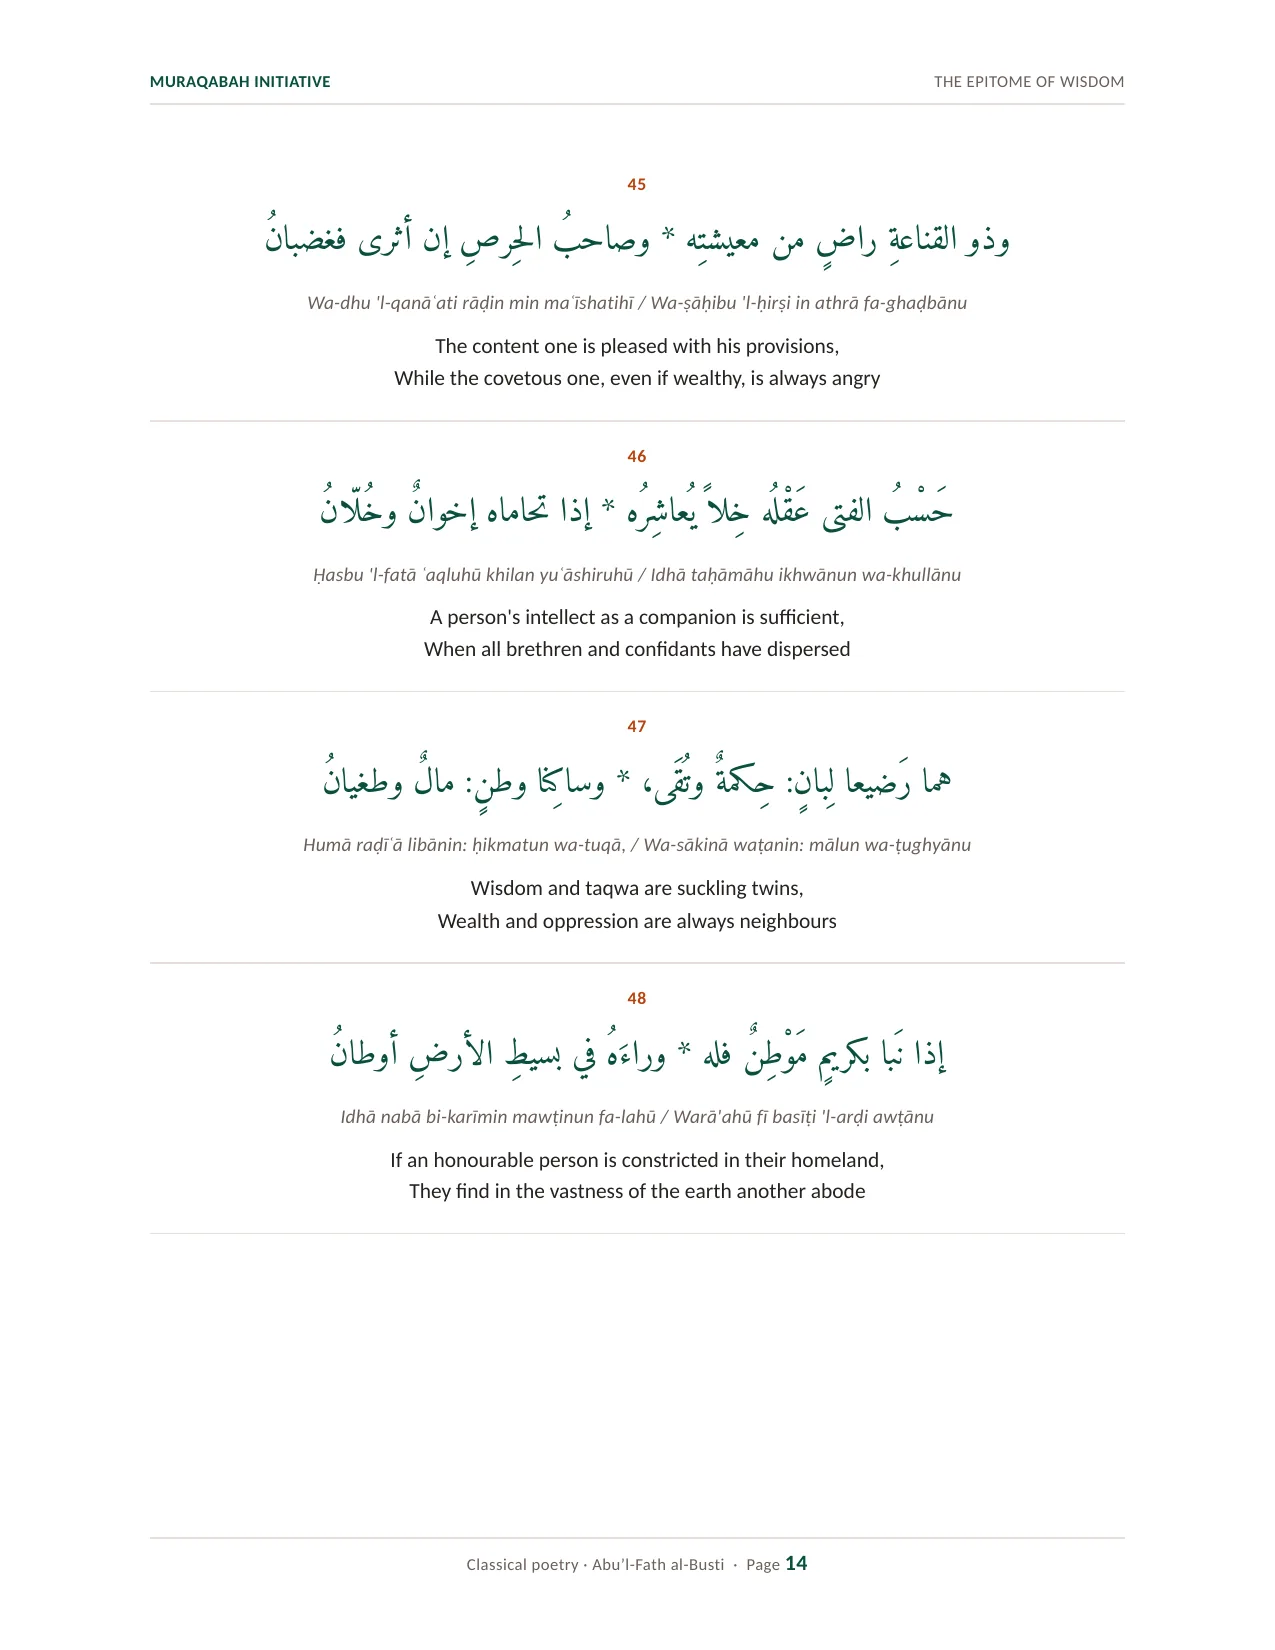 MURAQABAH INITIATIVE
THE EPITOME OF WISDOM
45
وذو القناعةِ راضٍ من معيشتِه * وصاحبُ الحِرصِ إن أثرى فغضبانُ
Wa-dhu 'l-qanāʿati rāḍin min maʿīshatihī / Wa-ṣāḥibu 'l-ḥirṣi in athrā fa-ghaḍbānu
The content one is pleased with his provisions,
While the covetous one, even if wealthy, is always angry
46
حَسْبُ الفتى عَقْلُه خِلاً يُعاشِرُه * إذا تحاماه إخوانٌ وخُلّانُ
Ḥasbu 'l-fatā ʿaqluhū khilan yuʿāshiruhū / Idhā taḥāmāhu ikhwānun wa-khullānu
A person's intellect as a companion is sufficient,
When all brethren and confidants have dispersed
47
هما رَضيعا لِبانٍ: حِكمةٌ وتُقَى، * وساكِنا وطنٍ: مالٌ وطغيانُ
Humā raḍīʿā libānin: ḥikmatun wa-tuqā, / Wa-sākinā waṭanin: mālun wa-ṭughyānu
Wisdom and taqwa are suckling twins,
Wealth and oppression are always neighbours
48
إذا نَبا بكريمٍ مَوْطِنٌ فله * وراءَهُ في بسيطِ الأرضِ أوطانُ
Idhā nabā bi-karīmin mawṭinun fa-lahū / Warā'ahū fī basīṭi 'l-arḍi awṭānu
If an honourable person is constricted in their homeland,
They find in the vastness of the earth another abode
Classical poetry · Abu’l-Fath al-Busti · Page 14